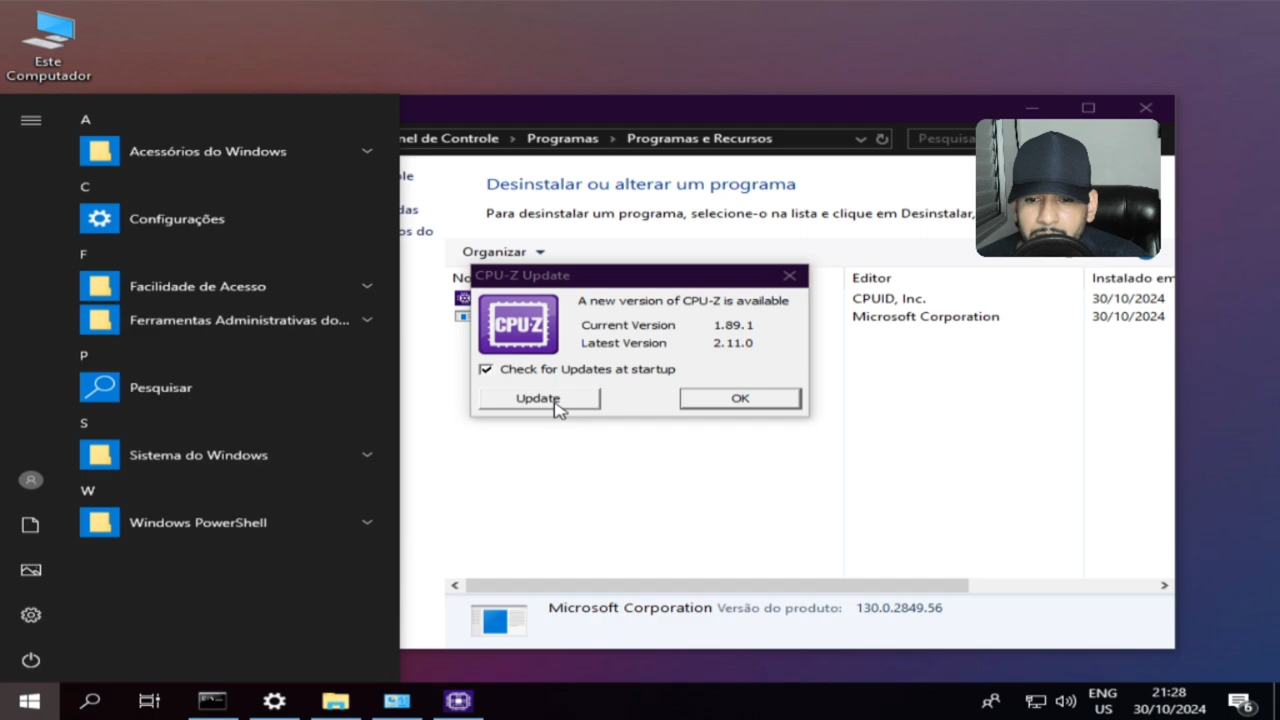 Este
Computador
A
Acessórios do Windows
C
Configurações
F
Facilidade de Acesso
Ferramentas Administrativas do...
P
Pesquisar
S
Sistema do Windows
W
Windows PowerShell
nel de Controle > Programas > Programas e Recursos
Pesquisa
le
das
os do
Desinstalar ou alterar um programa
Para desinstalar um programa, selecione-o na lista e clique em Desinstalar,
Organizar
No
Editor
Instalado em
CPUID, Inc.
30/10/2024
Microsoft Corporation
30/10/2024
CPU-Z Update
CPU-Z
A new version of CPU-Z is available
Current Version 1.89.1
Latest Version 2.11.0
Check for Updates at startup
Update
OK
Microsoft Corporation Versão do produto: 130.0.2849.56
ENG
US
21:28
30/10/2024
6